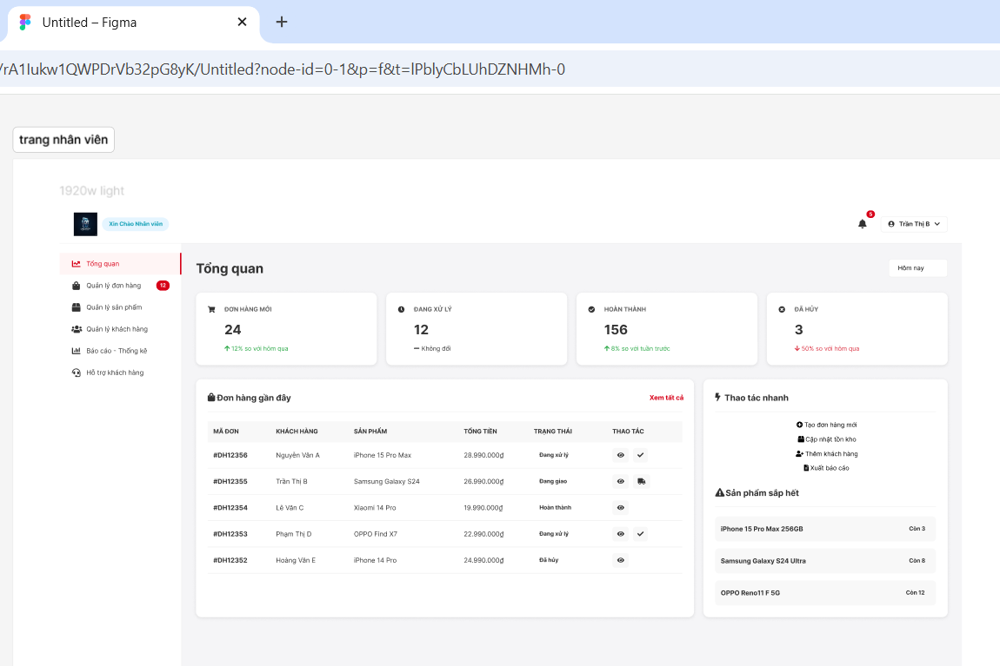 Untitled – Figma
/rA1Iukw1QWPDrVb32pG8yK/Untitled?node-id=0-1&p=f&t=lPblyCbLUhDZNHMh-0
trang nhân viên
1920w light
Xin Chào Nhân viên
5
Trần Thị B
Tổng quan
Quản lý đơn hàng 12
Quản lý sản phẩm
Quản lý khách hàng
Báo cáo - Thống kê
Hỗ trợ khách hàng
Tổng quan
Hôm nay
ĐƠN HÀNG MỚI
24
12% so với hôm qua
ĐANG XỬ LÝ
12
Không đổi
HOÀN THÀNH
156
8% so với tuần trước
ĐÃ HỦY
3
50% so với hôm qua
Đơn hàng gần đây
Xem tất cả
MÃ ĐƠN KHÁCH HÀNG SẢN PHẨM TỔNG TIỀN TRẠNG THÁI THAO TÁC
#DH12356 Nguyễn Văn A iPhone 15 Pro Max 28.990.000₫ Đang xử lý
#DH12355 Trần Thị B Samsung Galaxy S24 26.990.000₫ Đang giao
#DH12354 Lê Văn C Xiaomi 14 Pro 19.990.000₫ Hoàn thành
#DH12353 Phạm Thị D OPPO Find X7 22.990.000₫ Đang xử lý
#DH12352 Hoàng Văn E iPhone 14 Pro 24.990.000₫ Đã hủy
Thao tác nhanh
Tạo đơn hàng mới
Cập nhật tồn kho
Thêm khách hàng
Xuất báo cáo
Sản phẩm sắp hết
iPhone 15 Pro Max 256GB Còn 3
Samsung Galaxy S24 Ultra Còn 8
OPPO Reno11 F 5G Còn 12